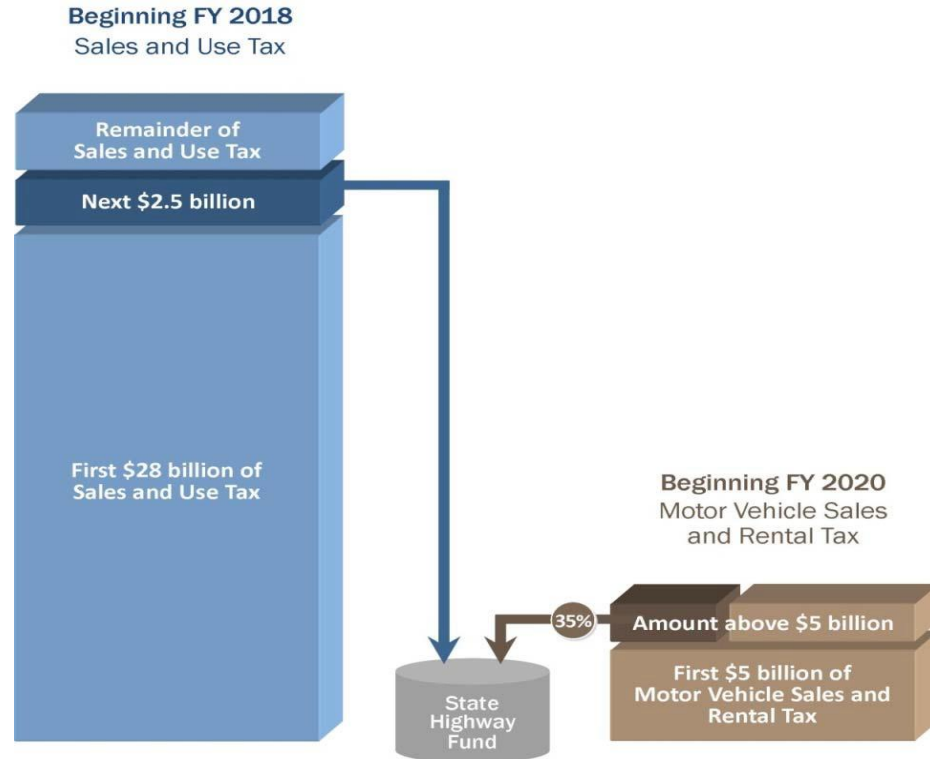 Beginning FY 2018
Sales and Use Tax
Remainder of
Sales and Use Tax
Next $2.5 billion
First $28 billion of
Sales and Use Tax
Beginning FY 2020
Motor Vehicle Sales
and Rental Tax
35%
Amount above $5 billion
First $5 billion of
Motor Vehicle Sales and
Rental Tax
State
Highway
Fund